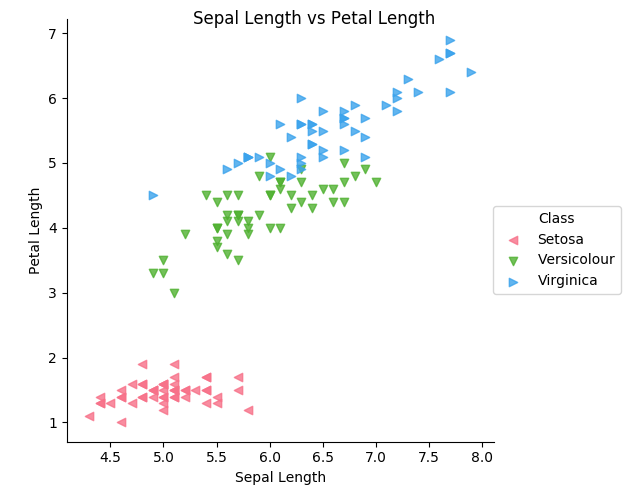 Sepal Length vs Petal Length
7
6
5
4
3
2
1
Petal Length
4.5 5.0 5.5 6.0 6.5 7.0 7.5 8.0
Sepal Length
Class
Setosa
Versicolour
Virginica